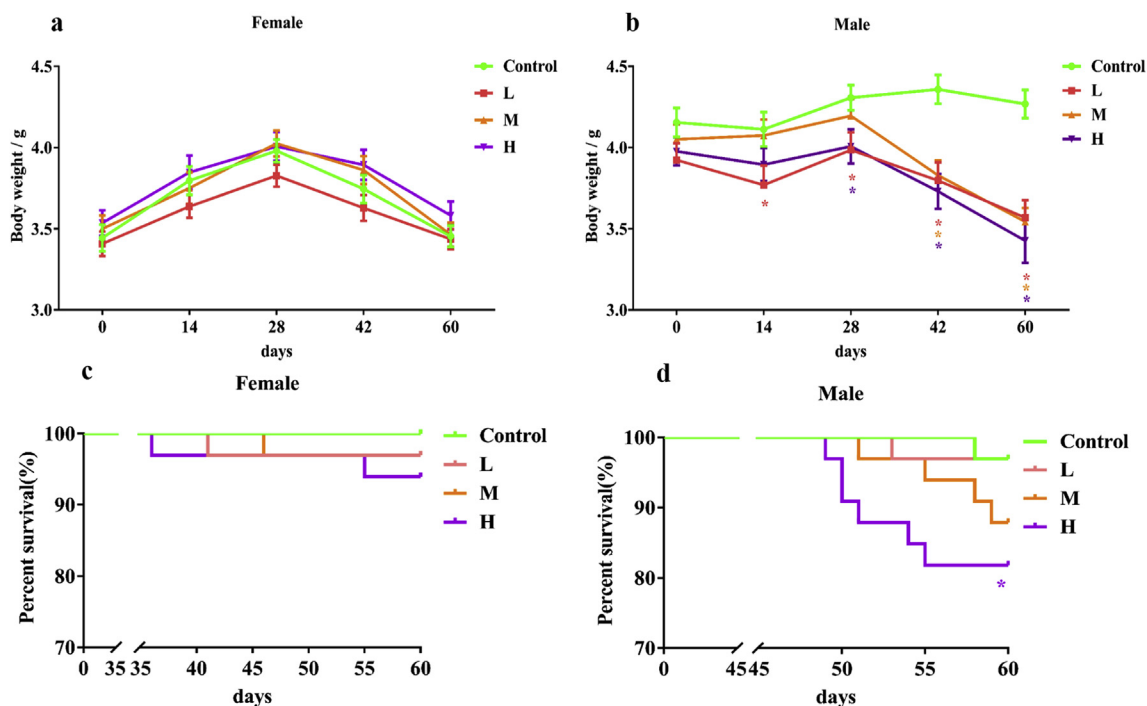 a
Female
Body weight / g
4.5
4.0
3.5
3.0
0 14 28 42 60
days
Control
L
M
H
b
Male
Body weight / g
4.5
4.0
3.5
3.0
*
*
*
*
*
*
*
*
*
0 14 28 42 60
days
Control
L
M
H
c
Female
Percent survival(%)
100
90
80
70
0 35 35 40 45 50 55 60
days
Control
L
M
H
d
Male
Percent survival(%)
100
90
80
70
*
0 45 45 50 55 60
days
Control
L
M
H